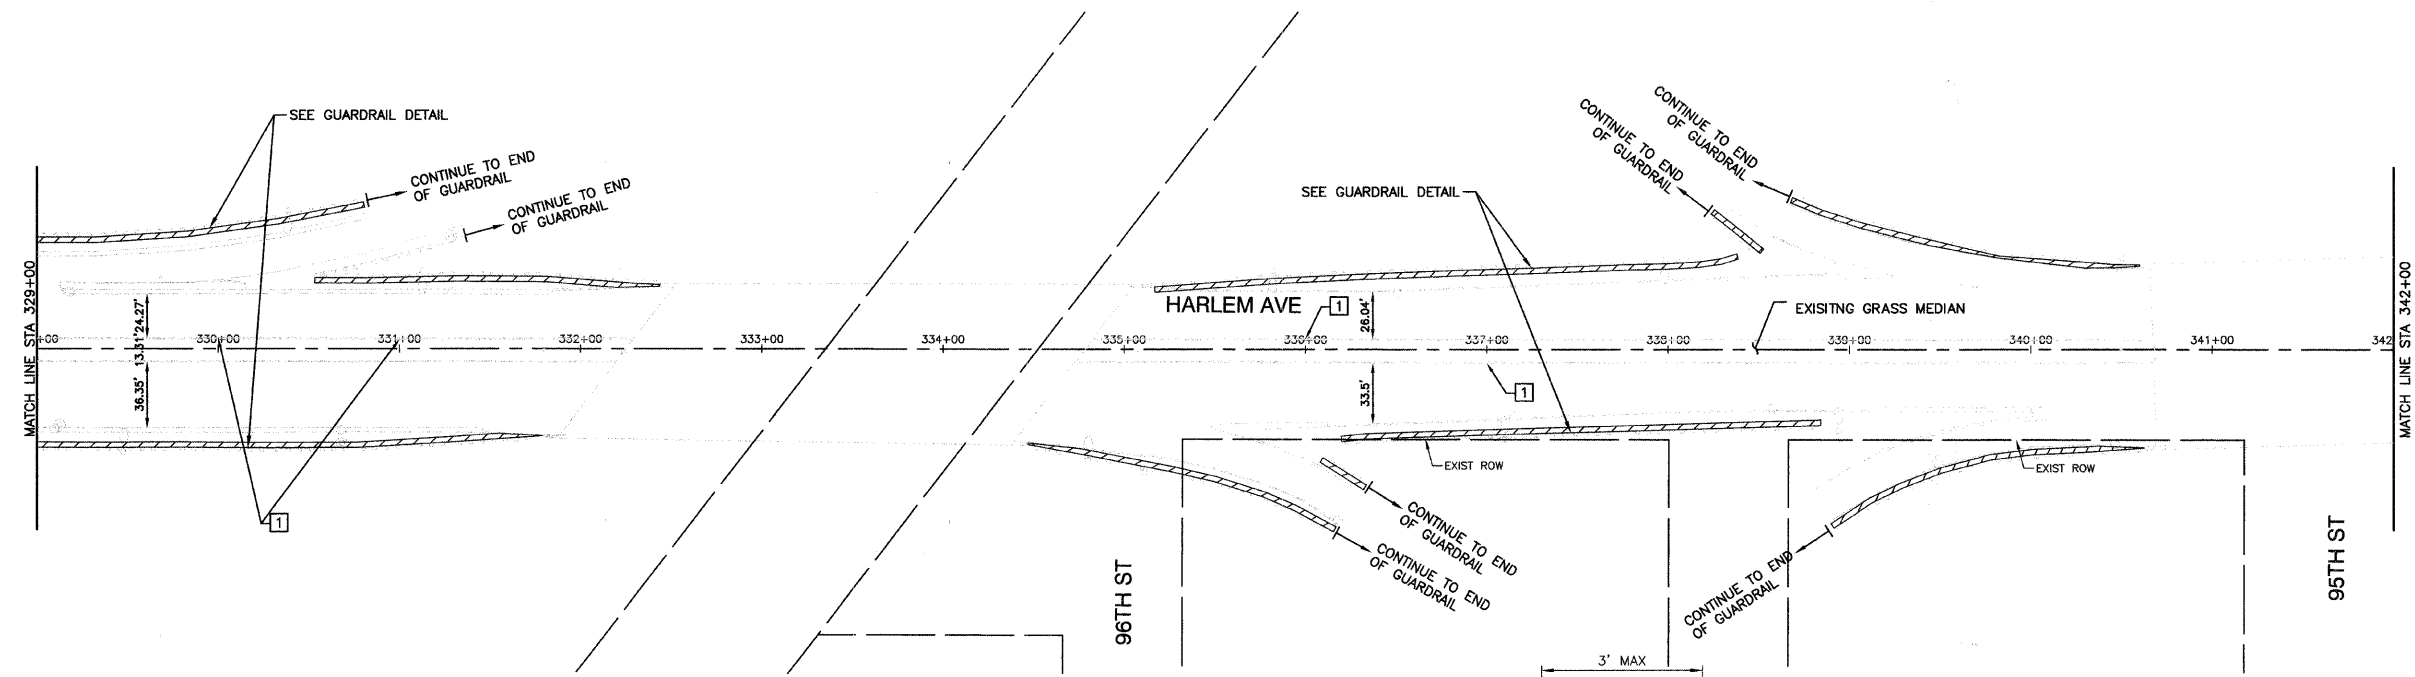 CONTINUE TO END
OF GUARDRAIL
CONTINUE TO END
OF GUARDRAIL
SEE GUARDRAIL DETAIL
CONTINUE TO END
OF GUARDRAIL
CONTINUE TO END
OF GUARDRAIL
SEE GUARDRAIL DETAIL
MATCH LINE STA 329+00
MATCH LINE STA 342+00
HARLEM AVE
1
EXISITNG GRASS MEDIAN
24.27'
13.31'
36.35'
26.04'
33.5'
+00
330+00
331+00
332+00
333+00
334+00
335+00
336+00
337+00
338+00
339+00
340+00
341+00
342
1
EXIST ROW
EXIST ROW
1
CONTINUE TO END
OF GUARDRAIL
CONTINUE TO END
OF GUARDRAIL
CONTINUE TO END
OF GUARDRAIL
96TH ST
95TH ST
3' MAX